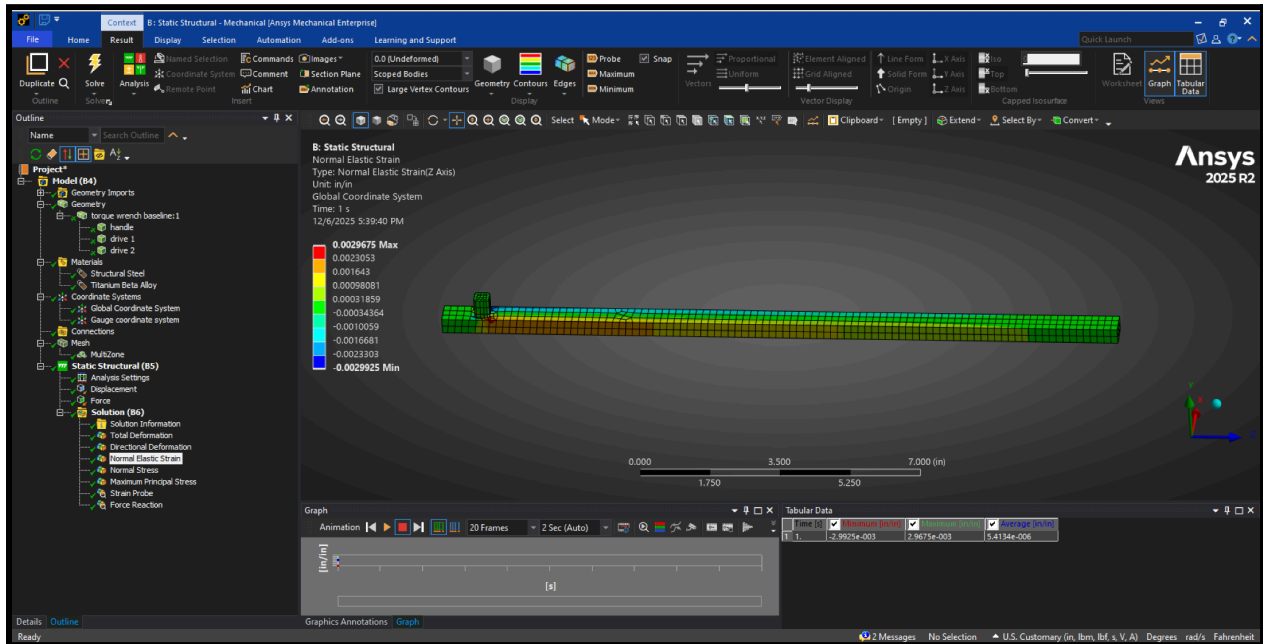 Context B : Static Structural - Mechanical [Ansys Mechanical Enterprise]
File Home Result Display Selection Automation Add-ons Learning and Support Quick Launch
Named Selection Commands Images 0.0 (Undeformed) Probe Snap Proportional Element Aligned Line Form X Axis Iso
Duplicate Solve Analysis Coordinate System Comment Section Plane Scoped Bodies Geometry Contours Edges Maximum Vectors Uniform Grid Aligned Solid Form Y Axis Top Worksheet Graph Tabular Data
Remote Point Chart Annotation Large Vertex Contours Minimum Origin Z Axis Bottom
Outline Solver Insert Display Vector Display Capped Isosurface Views
Outline
Name Search Outline
Select Mode Clipboard [ Empty ] Extend Select By Convert
Project*
Model (B4)
Geometry Imports
Geometry
torque wrench baseline:1
handle
drive 1
drive 2
Materials
Structural Steel
Titanium Beta Alloy
Coordinate Systems
Global Coordinate System
Gauge coordinate system
Connections
Mesh
MultiZone
Static Structural (B5)
Analysis Settings
Displacement
Force
Solution (B6)
Solution Information
Total Deformation
Directional Deformation
Normal Elastic Strain
Normal Stress
Maximum Principal Stress
Strain Probe
Force Reaction
Details Outline
B: Static Structural
Normal Elastic Strain
Type: Normal Elastic Strain(Z Axis)
Unit: in/in
Global Coordinate System
Time: 1 s
12/6/2025 5:39:40 PM
0.0029675 Max
0.0023053
0.001643
0.00098081
0.00031859
-0.00034364
-0.0010059
-0.0016681
-0.0023303
-0.0029925 Min
Ansys
2025 R2
Y
Z
0.000 3.500 7.000 (in)
1.750 5.250
Graph
Animation 20 Frames 2 Sec (Auto)
[in/in]
[s]
Graphics Annotations Graph
Tabular Data
Time [s] Minimum [in/in] Maximum [in/in] Average [in/in]
1 1. -2.9925e-003 2.9675e-003 5.4134e-006
Ready 2 Messages No Selection U.S. Customary (in, lbm, lbf, s, V, A) Degrees rad/s Fahrenheit